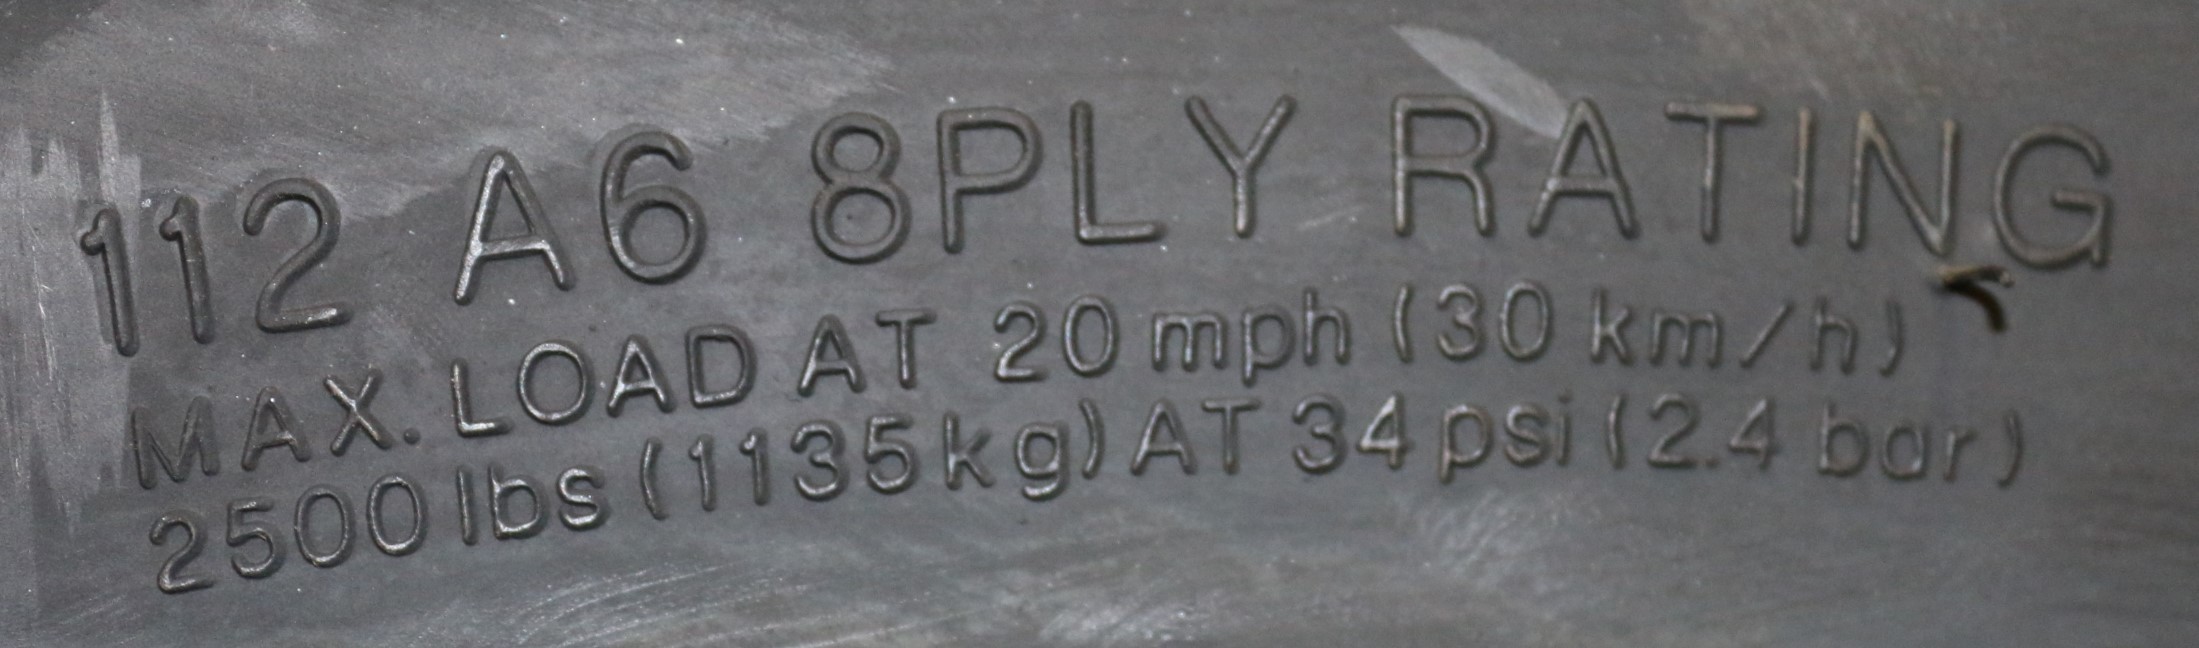 112 A6 8PLY RATING
MAX. LOAD AT 20 mph (30 km/h)
2500 lbs (1135 kg) AT 34 psi (2.4 bar)